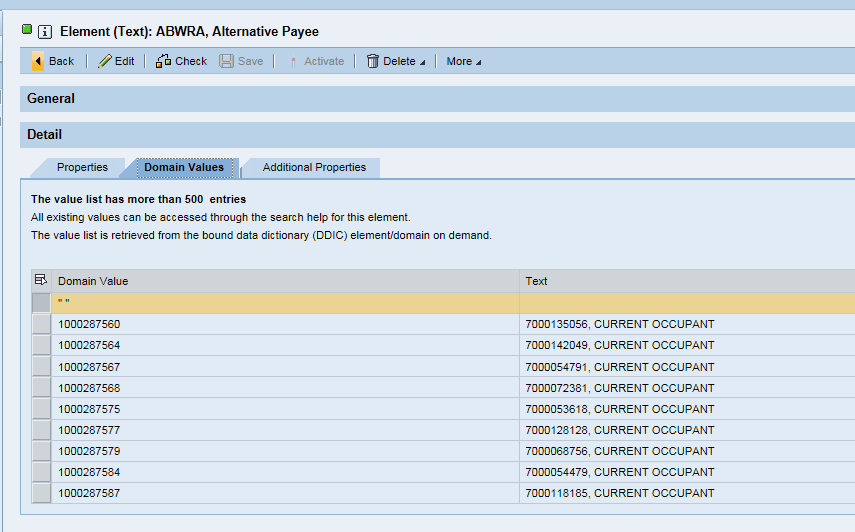 Element (Text): ABWRA, Alternative Payee
Back Edit Check Save Activate Delete More
General
Detail
Properties Domain Values Additional Properties
The value list has more than 500 entries
All existing values can be accessed through the search help for this element.
The value list is retrieved from the bound data dictionary (DDIC) element/domain on demand.
Domain Value Text
" "
1000287560 7000135056, CURRENT OCCUPANT
1000287564 7000142049, CURRENT OCCUPANT
1000287567 7000054791, CURRENT OCCUPANT
1000287568 7000072381, CURRENT OCCUPANT
1000287575 7000053618, CURRENT OCCUPANT
1000287577 7000128128, CURRENT OCCUPANT
1000287579 7000068756, CURRENT OCCUPANT
1000287584 7000054479, CURRENT OCCUPANT
1000287587 7000118185, CURRENT OCCUPANT